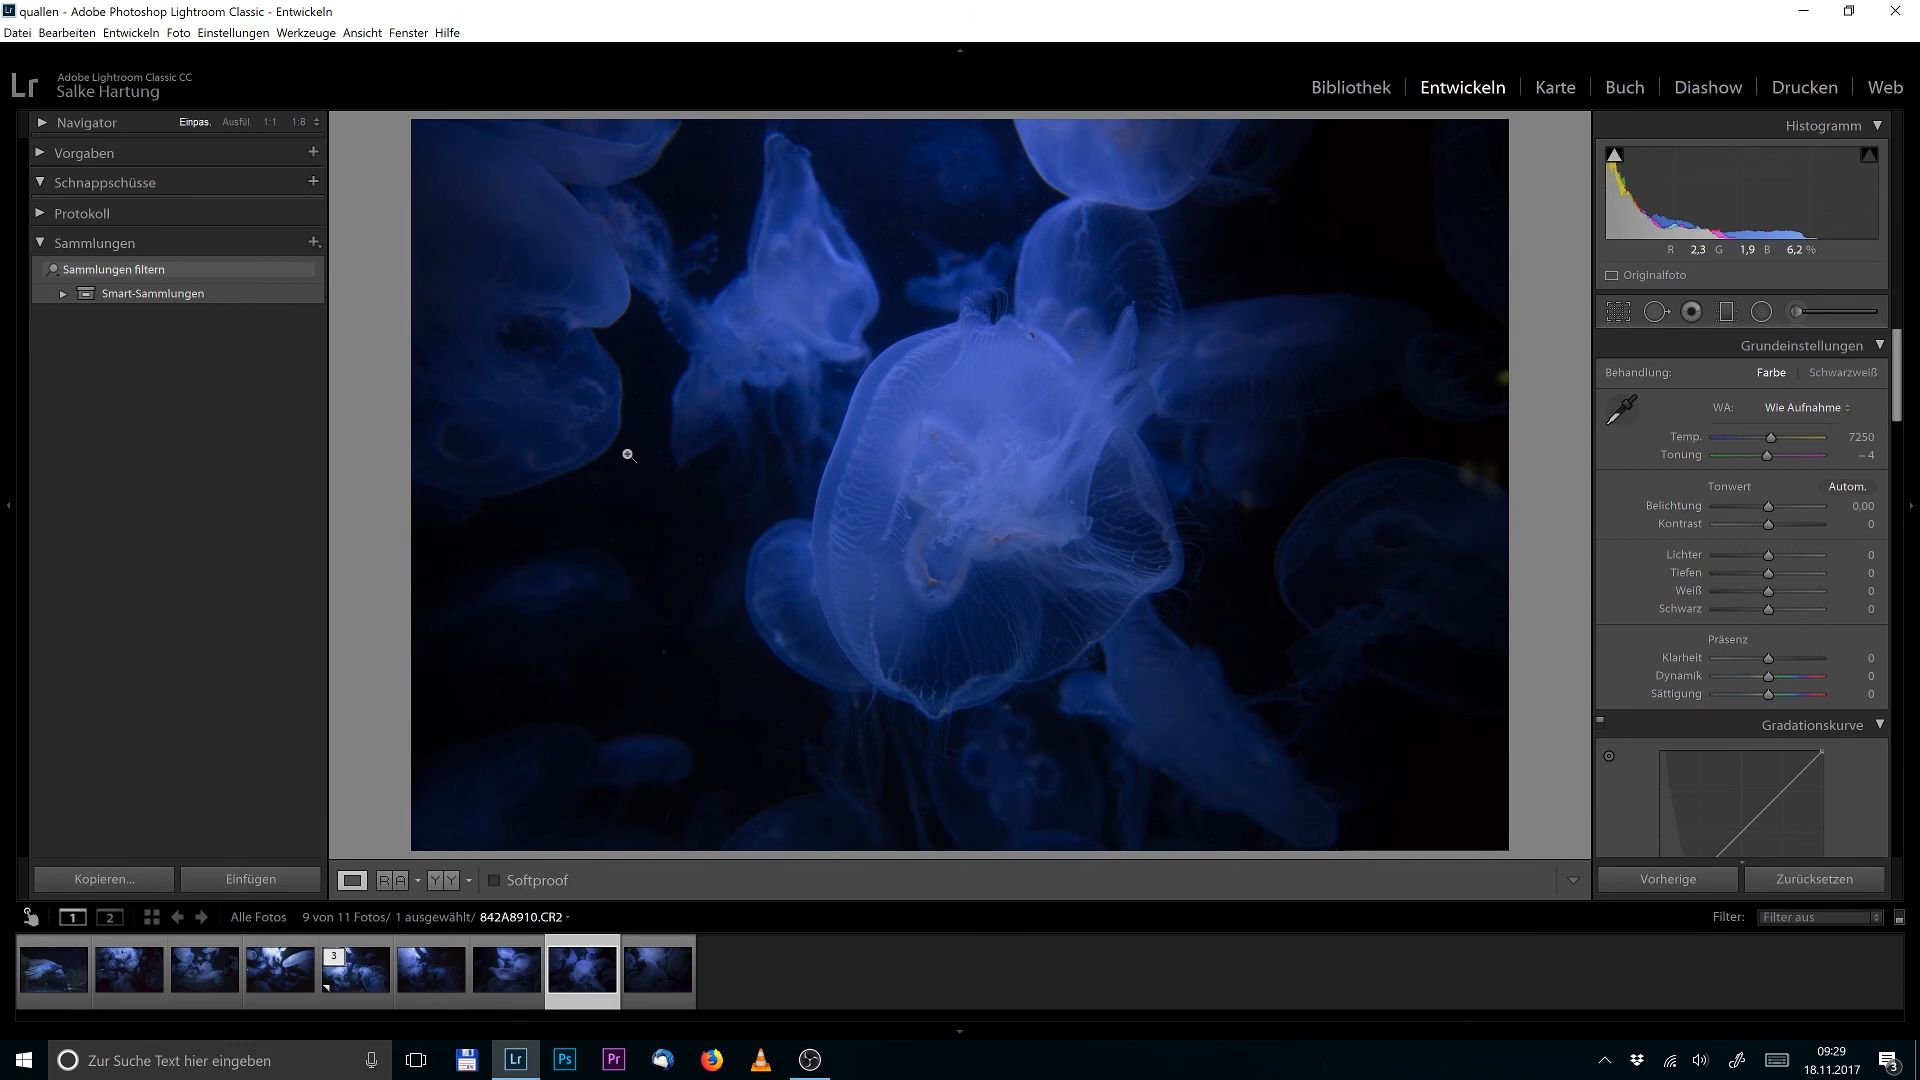 quallen - Adobe Photoshop Lightroom Classic - Entwickeln
Datei Bearbeiten Entwickeln Foto Einstellungen Werkzeuge Ansicht Fenster Hilfe
Lr
Adobe Lightroom Classic CC
Salke Hartung
Bibliothek Entwickeln Karte Buch Diashow Drucken Web
Navigator Einpas. Ausfül. 1:1 1:8
Vorgaben
Schnappschüsse
Protokoll
Sammlungen
Sammlungen filtern
Smart-Sammlungen
Histogramm
R 2,3 G 1,9 B 6,2 %
Originalfoto
Grundeinstellungen
Behandlung: Farbe Schwarzweiß
WA: Wie Aufnahme
Temp. 7250
Tonung – 4
Tonwert Autom.
Belichtung 0,00
Kontrast 0
Lichter 0
Tiefen 0
Weiß 0
Schwarz 0
Präsenz
Klarheit 0
Dynamik 0
Sättigung 0
Gradationskurve
Kopieren... Einfügen
R A Y Y Softproof
Vorherige Zurücksetzen
1 2 Alle Fotos 9 von 11 Fotos/ 1 ausgewählt/ 842A8910.CR2
Filter: Filter aus
3
Zur Suche Text hier eingeben
Lr Ps Pr
09:29
18.11.2017
3